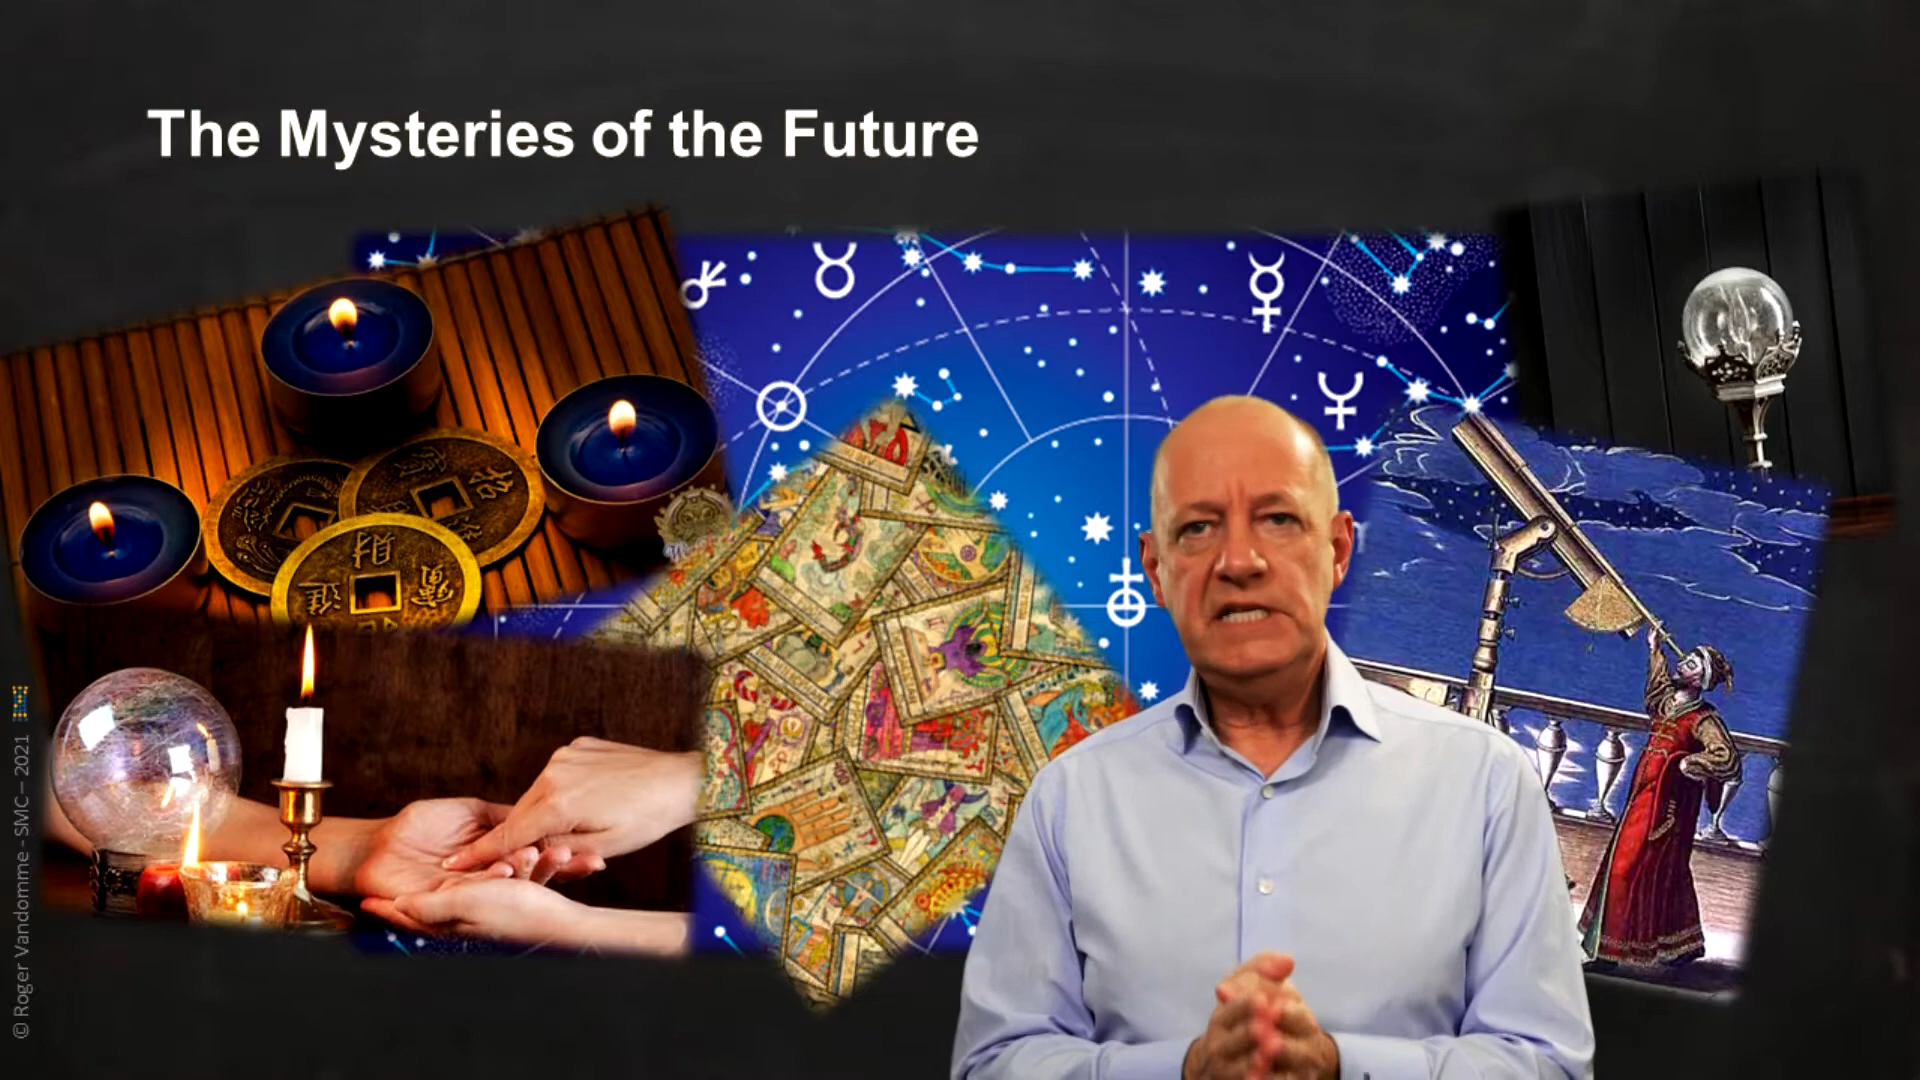 The Mysteries of the Future
© Roger Vandomme - SMC – 2021